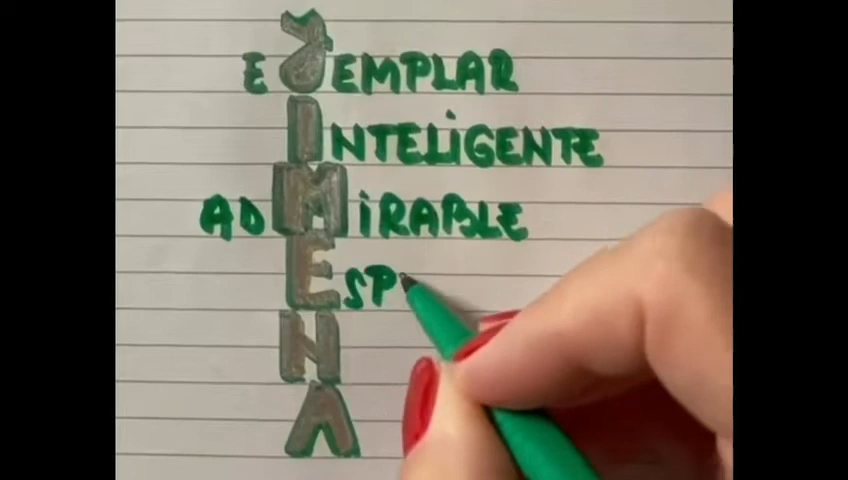 EJEMPLAR
INTELiGENTE
ADMiRABLE
ESP
N
A